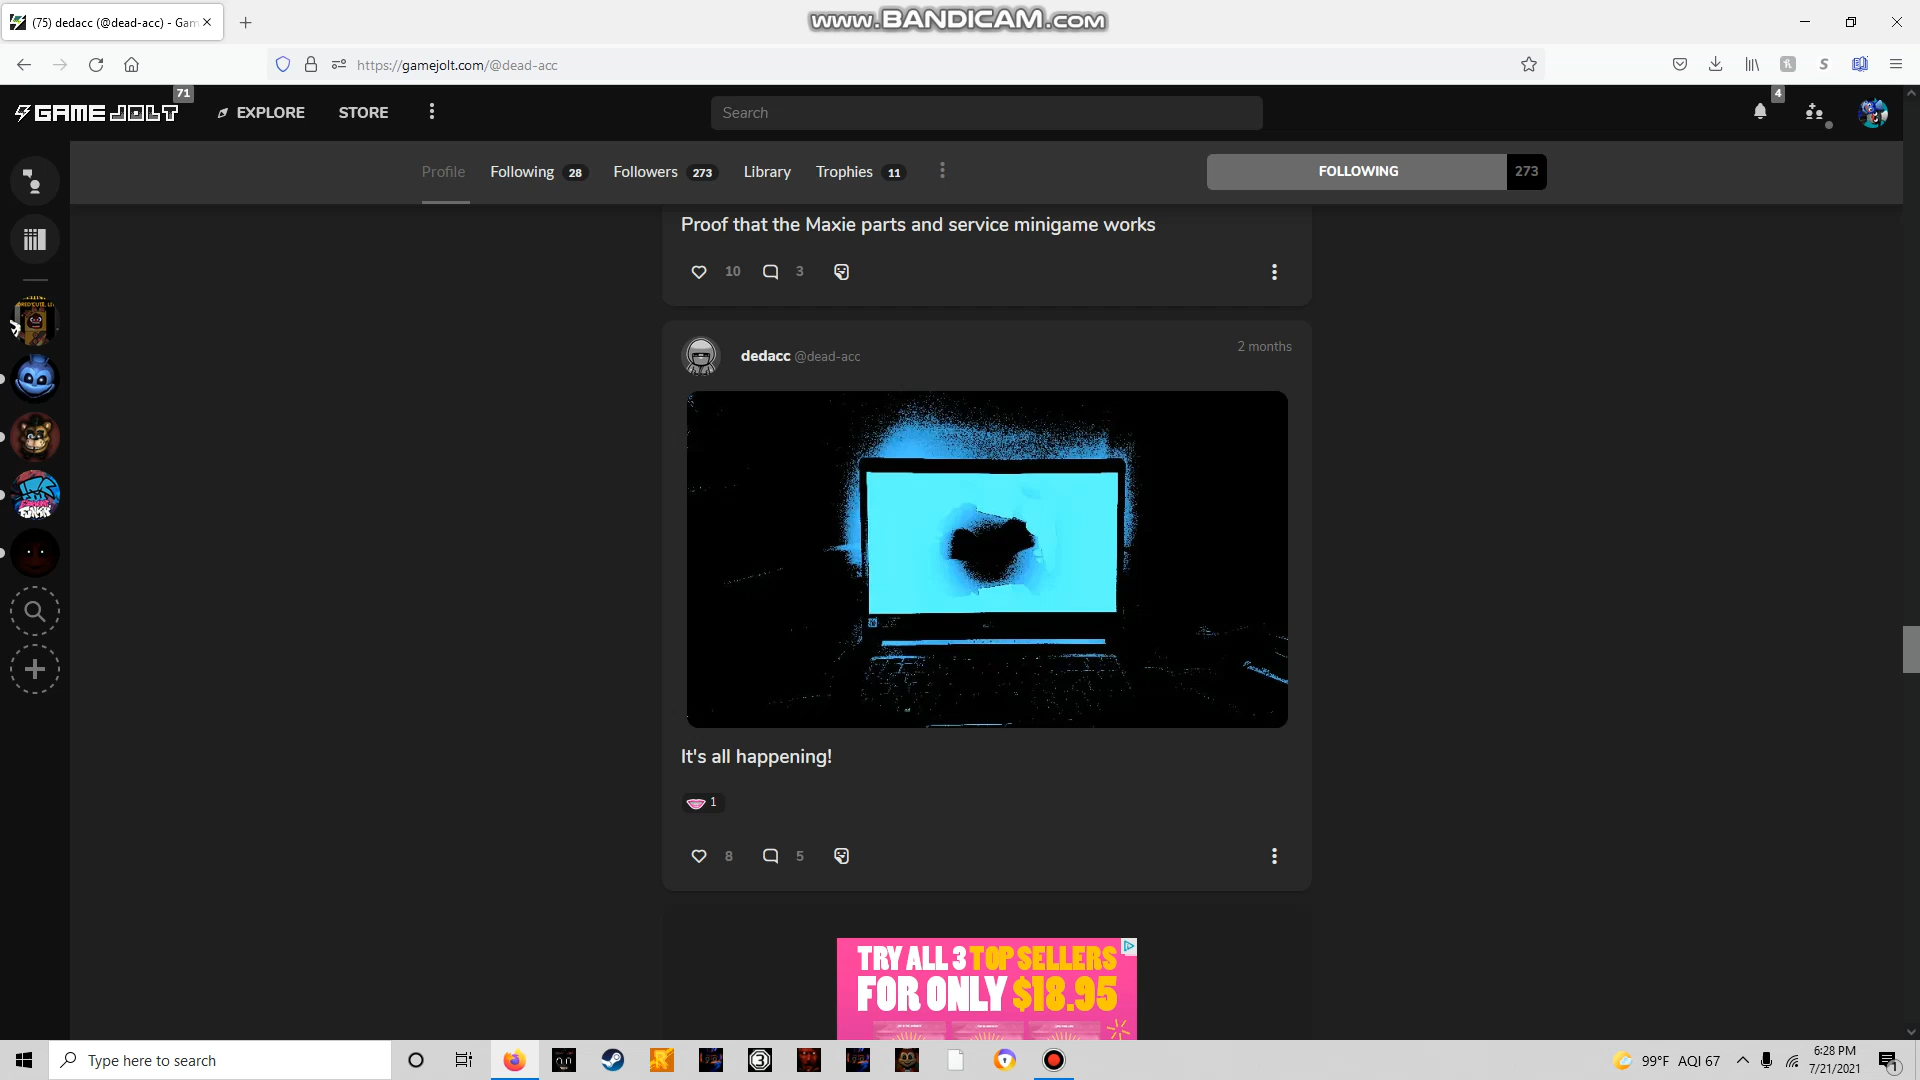 (75) dedacc (@dead-acc) - Gam
www.BANDICAM.com
https://gamejolt.com/@dead-acc
GAME JOLT
71
EXPLORE
STORE
Search
4
Profile
Following 28
Followers 273
Library
Trophies 11
FOLLOWING 273
Proof that the Maxie parts and service minigame works
10
3
dedacc @dead-acc
2 months
It's all happening!
1
8
5
TRY ALL 3 TOP SELLERS
FOR ONLY $18.95
Type here to search
99°F AQI 67
6:28 PM
7/21/2021
1